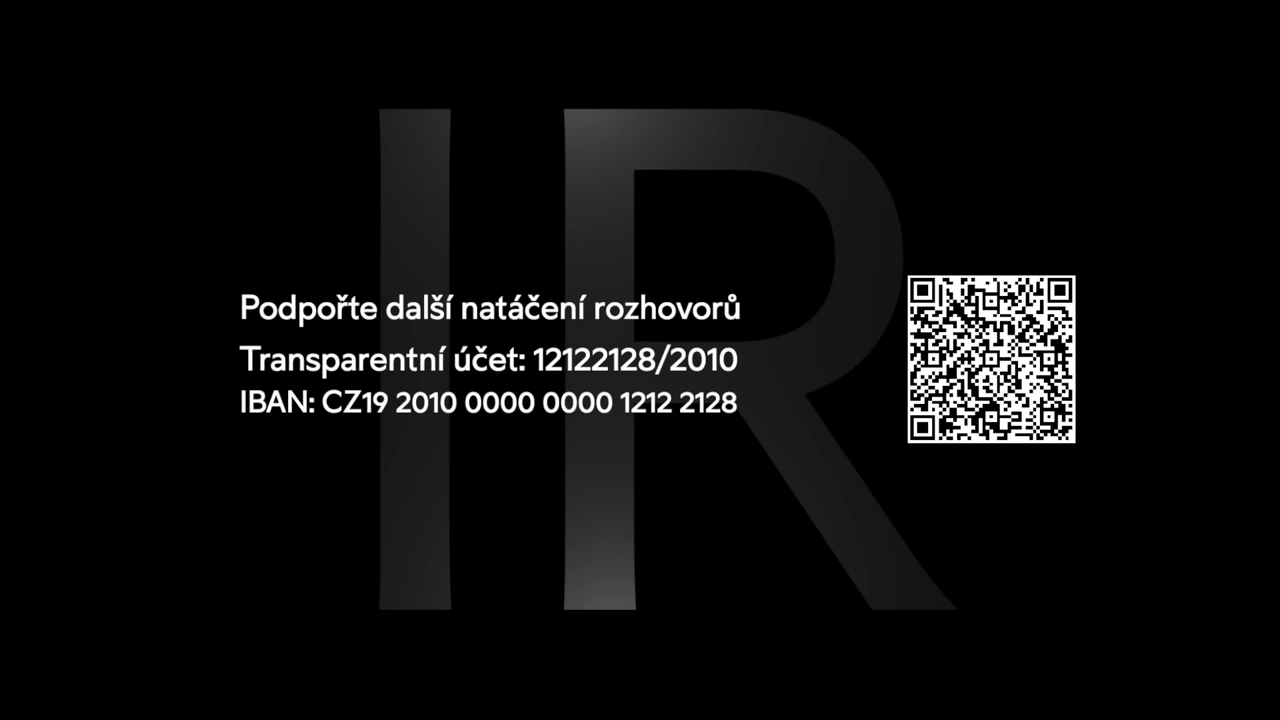 IR
Podpořte další natáčení rozhovorů
Transparentní účet: 12122128/2010
IBAN: CZ19 2010 0000 0000 1212 2128